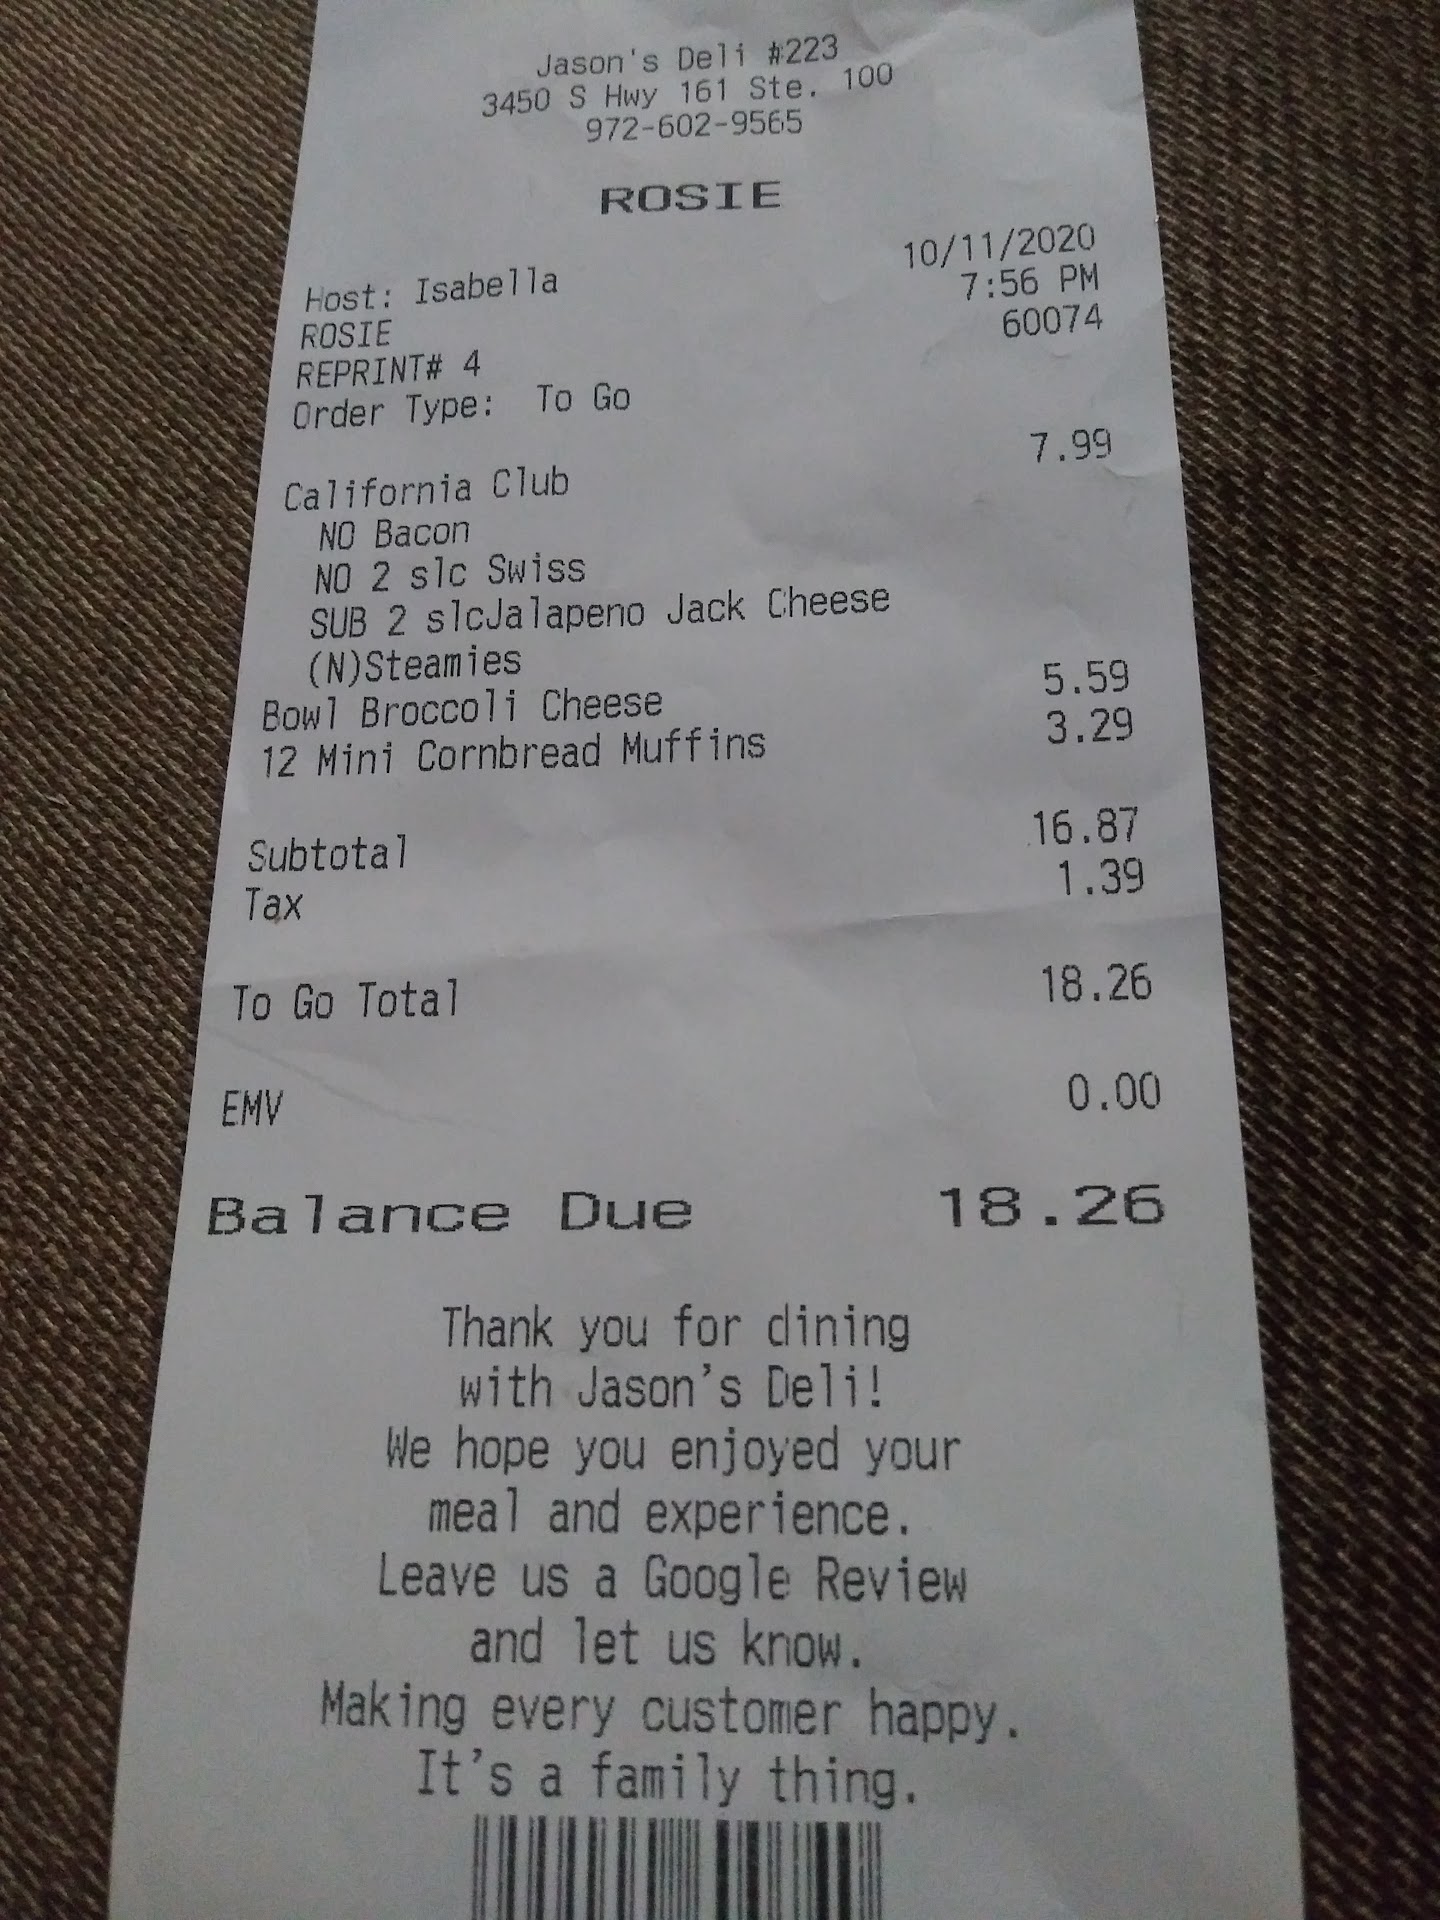 Jason's Deli #223
3450 S Hwy 161 Ste. 100
972-602-9565
ROSIE
10/11/2020
Host: Isabella 7:56 PM
ROSIE 60074
REPRINT# 4
Order Type: To Go
California Club 7.99
NO Bacon
NO 2 slc Swiss
SUB 2 slcJalapeno Jack Cheese
(N)Steamies
Bowl Broccoli Cheese 5.59
12 Mini Cornbread Muffins 3.29
Subtotal 16.87
Tax 1.39
To Go Total 18.26
EMV 0.00
Balance Due 18.26
Thank you for dining
with Jason's Deli!
We hope you enjoyed your
meal and experience.
Leave us a Google Review
and let us know.
Making every customer happy.
It's a family thing.